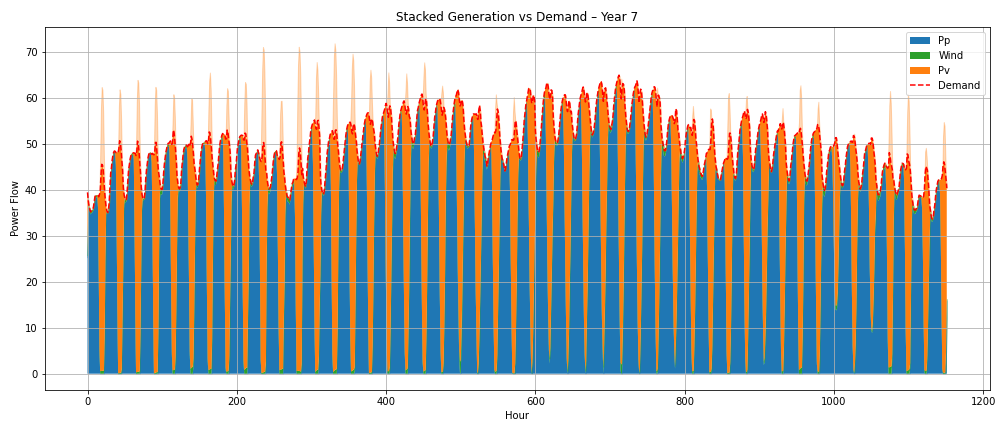 Stacked Generation vs Demand – Year 7
Pp
Wind
Pv
Demand
Power Flow
70
60
50
40
30
20
10
0
0 200 400 600 800 1000 1200
Hour